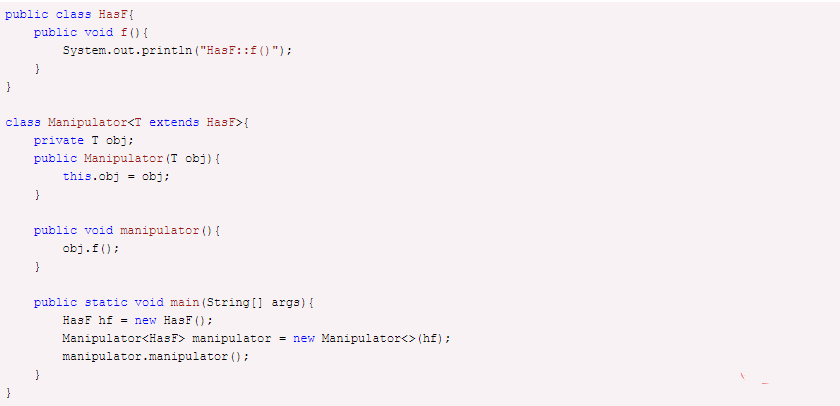 public class HasF{
    public void f(){
        System.out.println("HasF::f()");
    }
}

class Manipulator<T extends HasF>{
    private T obj;
    public Manipulator(T obj){
        this.obj = obj;
    }

    public void manipulator(){
        obj.f();
    }

    public static void main(String[] args){
        HasF hf = new HasF();
        Manipulator<HasF> manipulator = new Manipulator<>(hf);
        manipulator.manipulator();
    }
}